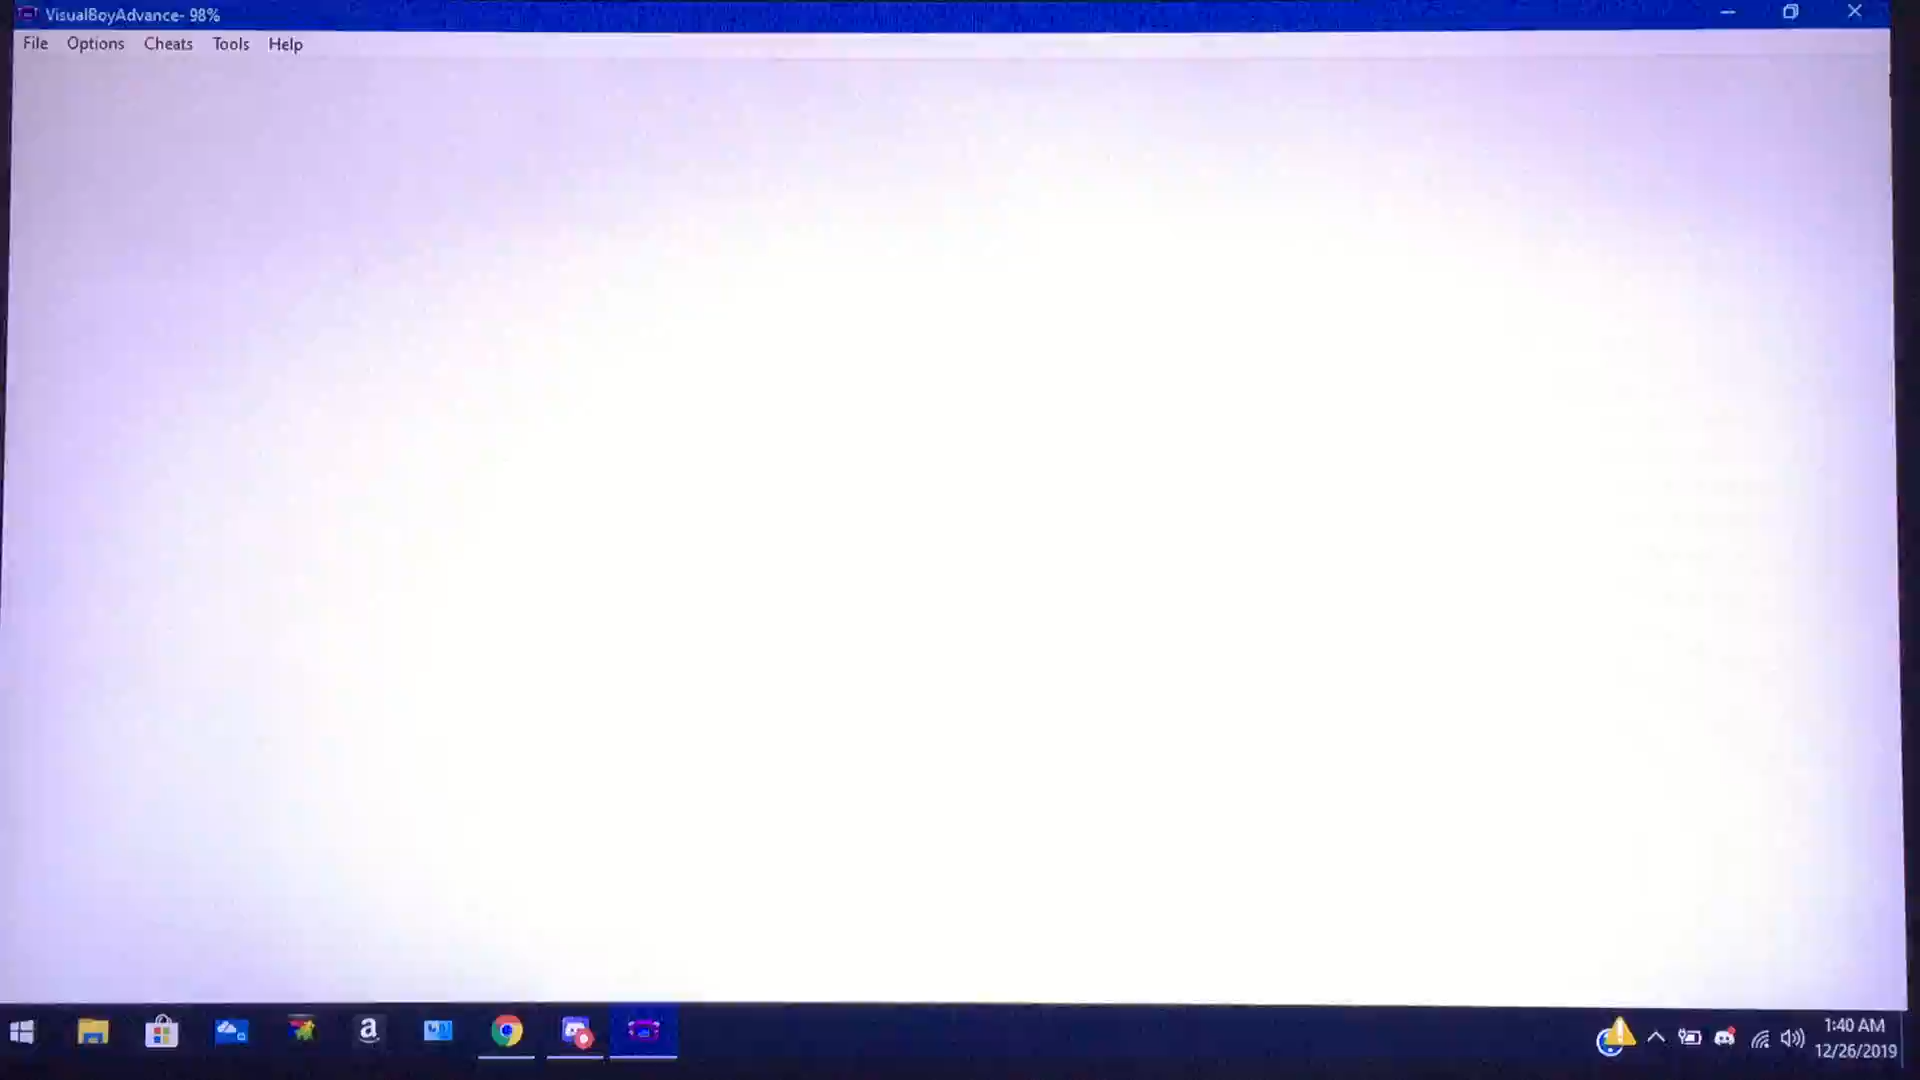 VisualBoyAdvance- 98%
File Options Cheats Tools Help
a
1:40 AM
12/26/2019